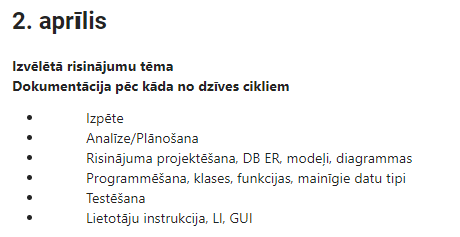 2. aprīlis
Izvēlētā risinājumu tēma
Dokumentācija pēc kāda no dzīves cikliem
• Izpēte
• Analīze/Plānošana
• Risinājuma projektēšana, DB ER, modeļi, diagrammas
• Programmēšana, klases, funkcijas, mainīgie datu tipi
• Testēšana
• Lietotāju instrukcija, LI, GUI